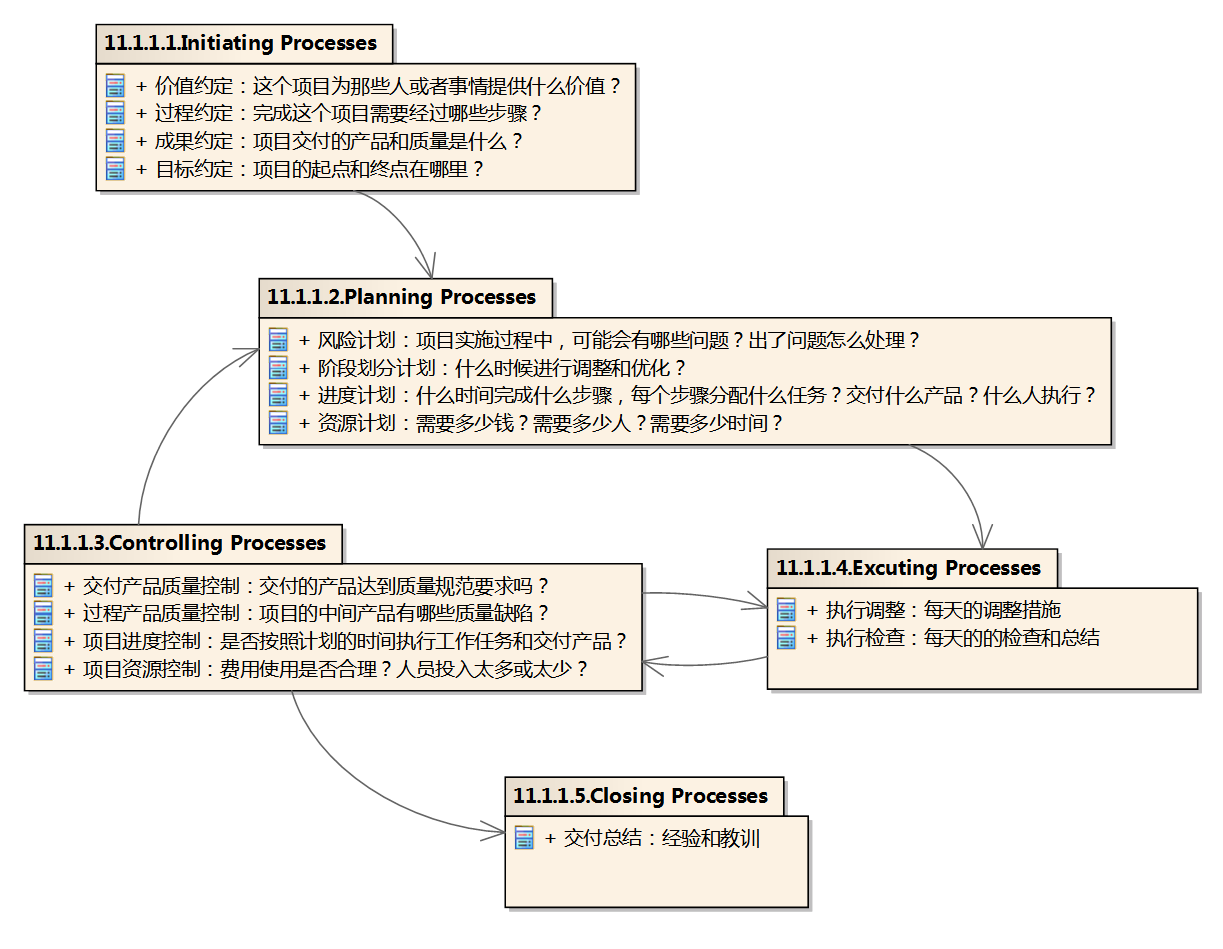 11.1.1.1.Initiating Processes
+ 价值约定：这个项目为那些人或者事情提供什么价值？
+ 过程约定：完成这个项目需要经过哪些步骤？
+ 成果约定：项目交付的产品和质量是什么？
+ 目标约定：项目的起点和终点在哪里？
11.1.1.2.Planning Processes
+ 风险计划：项目实施过程中，可能会有哪些问题？出了问题怎么处理？
+ 阶段划分计划：什么时候进行调整和优化？
+ 进度计划：什么时间完成什么步骤，每个步骤分配什么任务？交付什么产品？什么人执行？
+ 资源计划：需要多少钱？需要多少人？需要多少时间？
11.1.1.3.Controlling Processes
+ 交付产品质量控制：交付的产品达到质量规范要求吗？
+ 过程产品质量控制：项目的中间产品有哪些质量缺陷？
+ 项目进度控制：是否按照计划的时间执行工作任务和交付产品？
+ 项目资源控制：费用使用是否合理？人员投入太多或太少？
11.1.1.4.Excuting Processes
+ 执行调整：每天的调整措施
+ 执行检查：每天的的检查和总结
11.1.1.5.Closing Processes
+ 交付总结：经验和教训